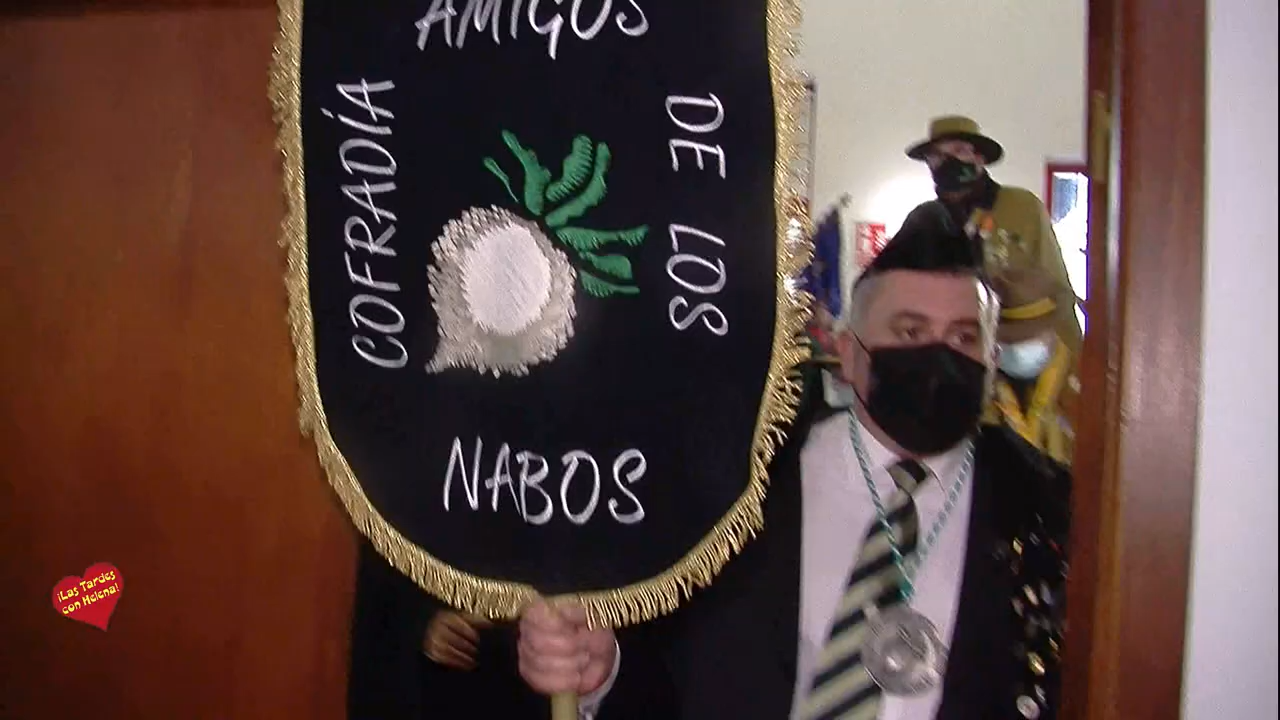 COFRADÍA
AMIGOS
DE LOS
NABOS
¡Las Tardes
con Helena!